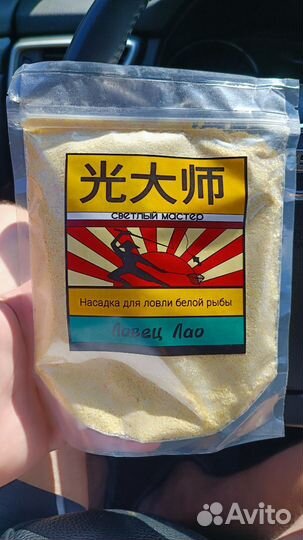 光大师
СВЕТЛЫЙ МАСТЕР
Насадка для ловли белой рыбы
Ловец Лао
Avito